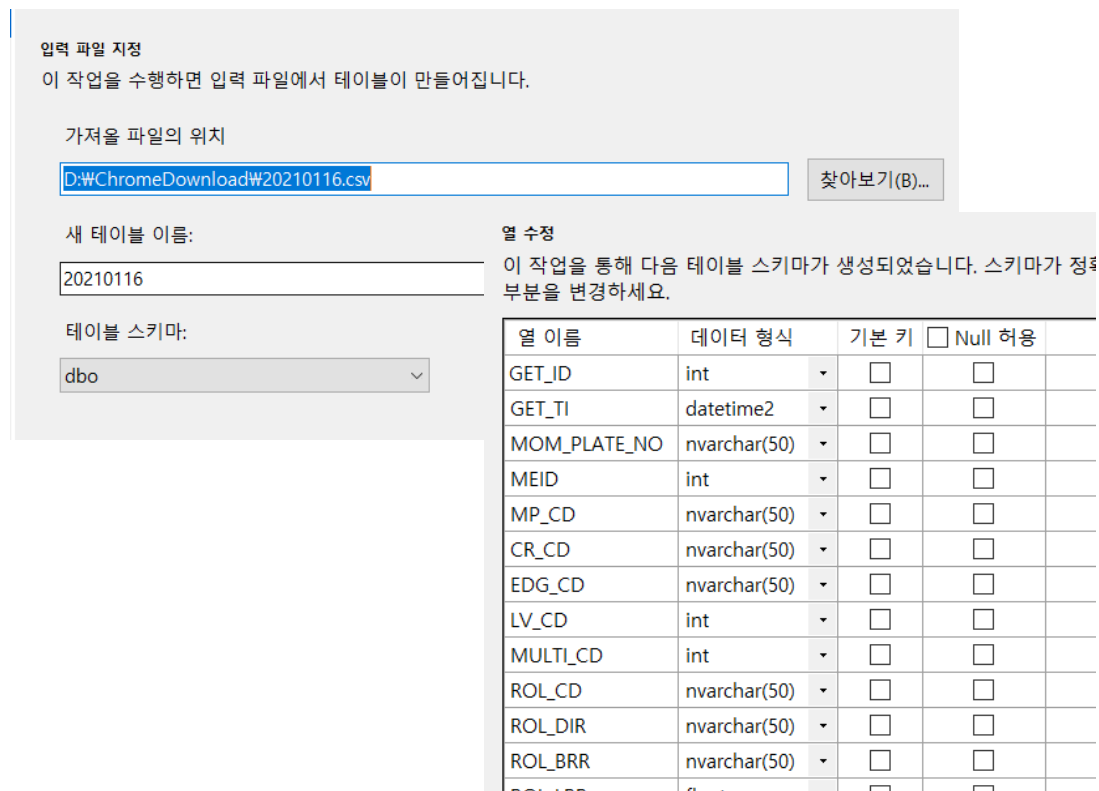 입력 파일 지정
이 작업을 수행하면 입력 파일에서 테이블이 만들어집니다.
가져올 파일의 위치
D:₩ChromeDownload₩20210116.csv
찾아보기(B)...
새 테이블 이름:
20210116
테이블 스키마:
dbo
열 수정
이 작업을 통해 다음 테이블 스키마가 생성되었습니다. 스키마가 정확
부분을 변경하세요.
열 이름 데이터 형식 기본 키 Null 허용
GET_ID int
GET_TI datetime2
MOM_PLATE_NO nvarchar(50)
MEID int
MP_CD nvarchar(50)
CR_CD nvarchar(50)
EDG_CD nvarchar(50)
LV_CD int
MULTI_CD int
ROL_CD nvarchar(50)
ROL_DIR nvarchar(50)
ROL_BRR nvarchar(50)